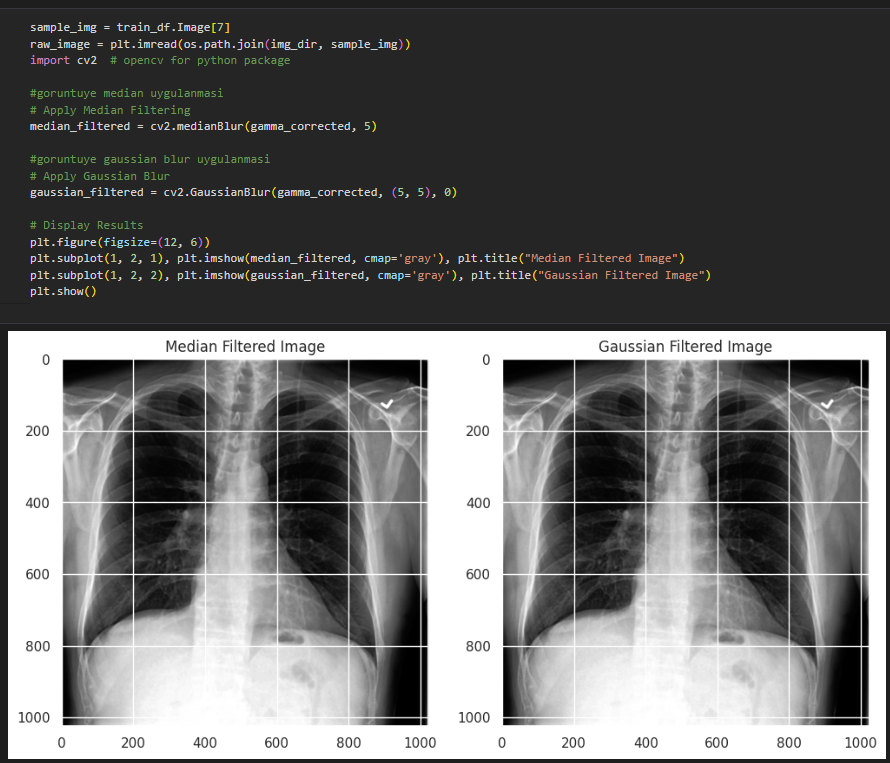 sample_img = train_df.Image[7]
raw_image = plt.imread(os.path.join(img_dir, sample_img))
import cv2  # opencv for python package
#goruntuye median uygulanmasi
# Apply Median Filtering
median_filtered = cv2.medianBlur(gamma_corrected, 5)
#goruntuye gaussian blur uygulanmasi
# Apply Gaussian Blur
gaussian_filtered = cv2.GaussianBlur(gamma_corrected, (5, 5), 0)
# Display Results
plt.figure(figsize=(12, 6))
plt.subplot(1, 2, 1), plt.imshow(median_filtered, cmap='gray'), plt.title("Median Filtered Image")
plt.subplot(1, 2, 2), plt.imshow(gaussian_filtered, cmap='gray'), plt.title("Gaussian Filtered Image")
plt.show()
Median Filtered Image
0
200
400
600
800
1000
0 200 400 600 800 1000
Gaussian Filtered Image
0
200
400
600
800
1000
0 200 400 600 800 1000